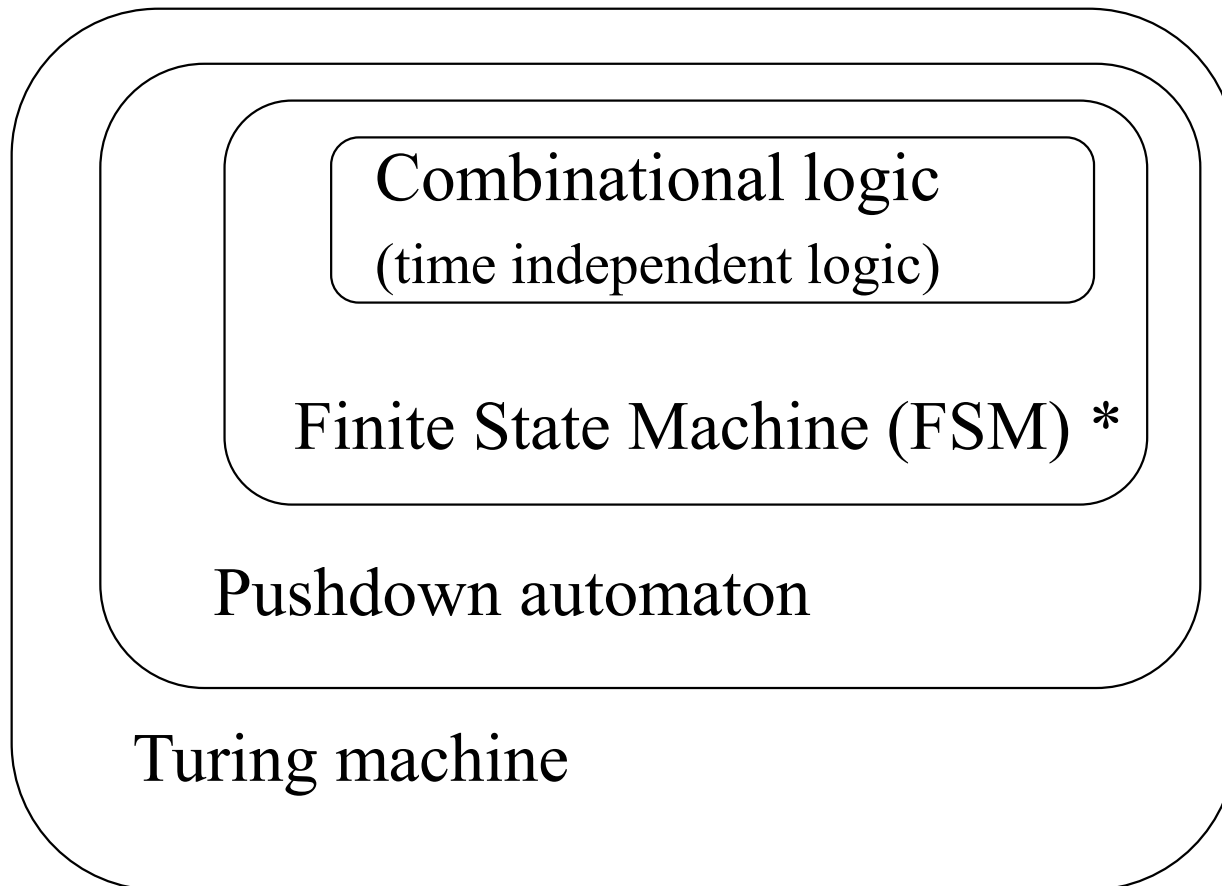 Combinational logic
(time independent logic)
Finite State Machine (FSM) *
Pushdown automaton
Turing machine